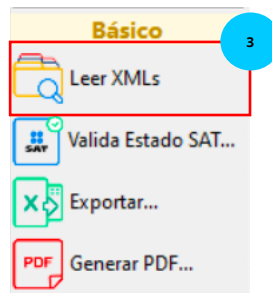 Básico
3
Leer XMLs
SAT
Valida Estado SAT...
X
Exportar...
PDF
Generar PDF...